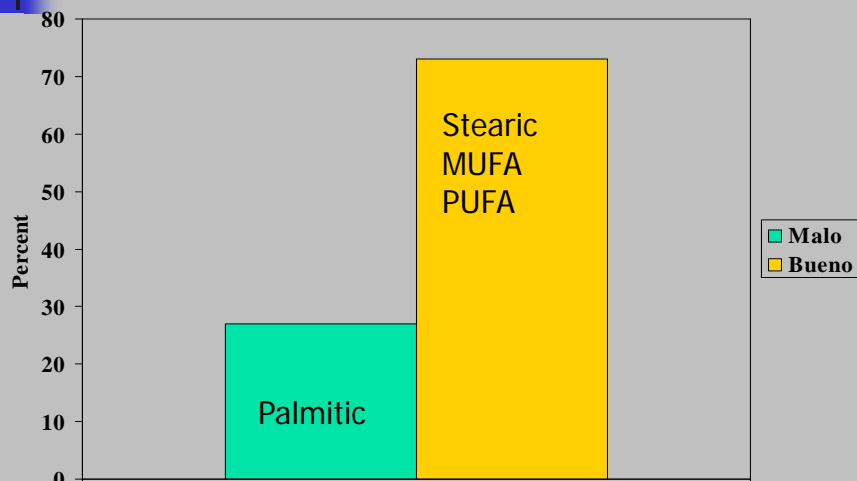 80
70
60
50
40
30
20
10
0
Percent
Stearic
MUFA
PUFA
Palmitic
Malo
Bueno